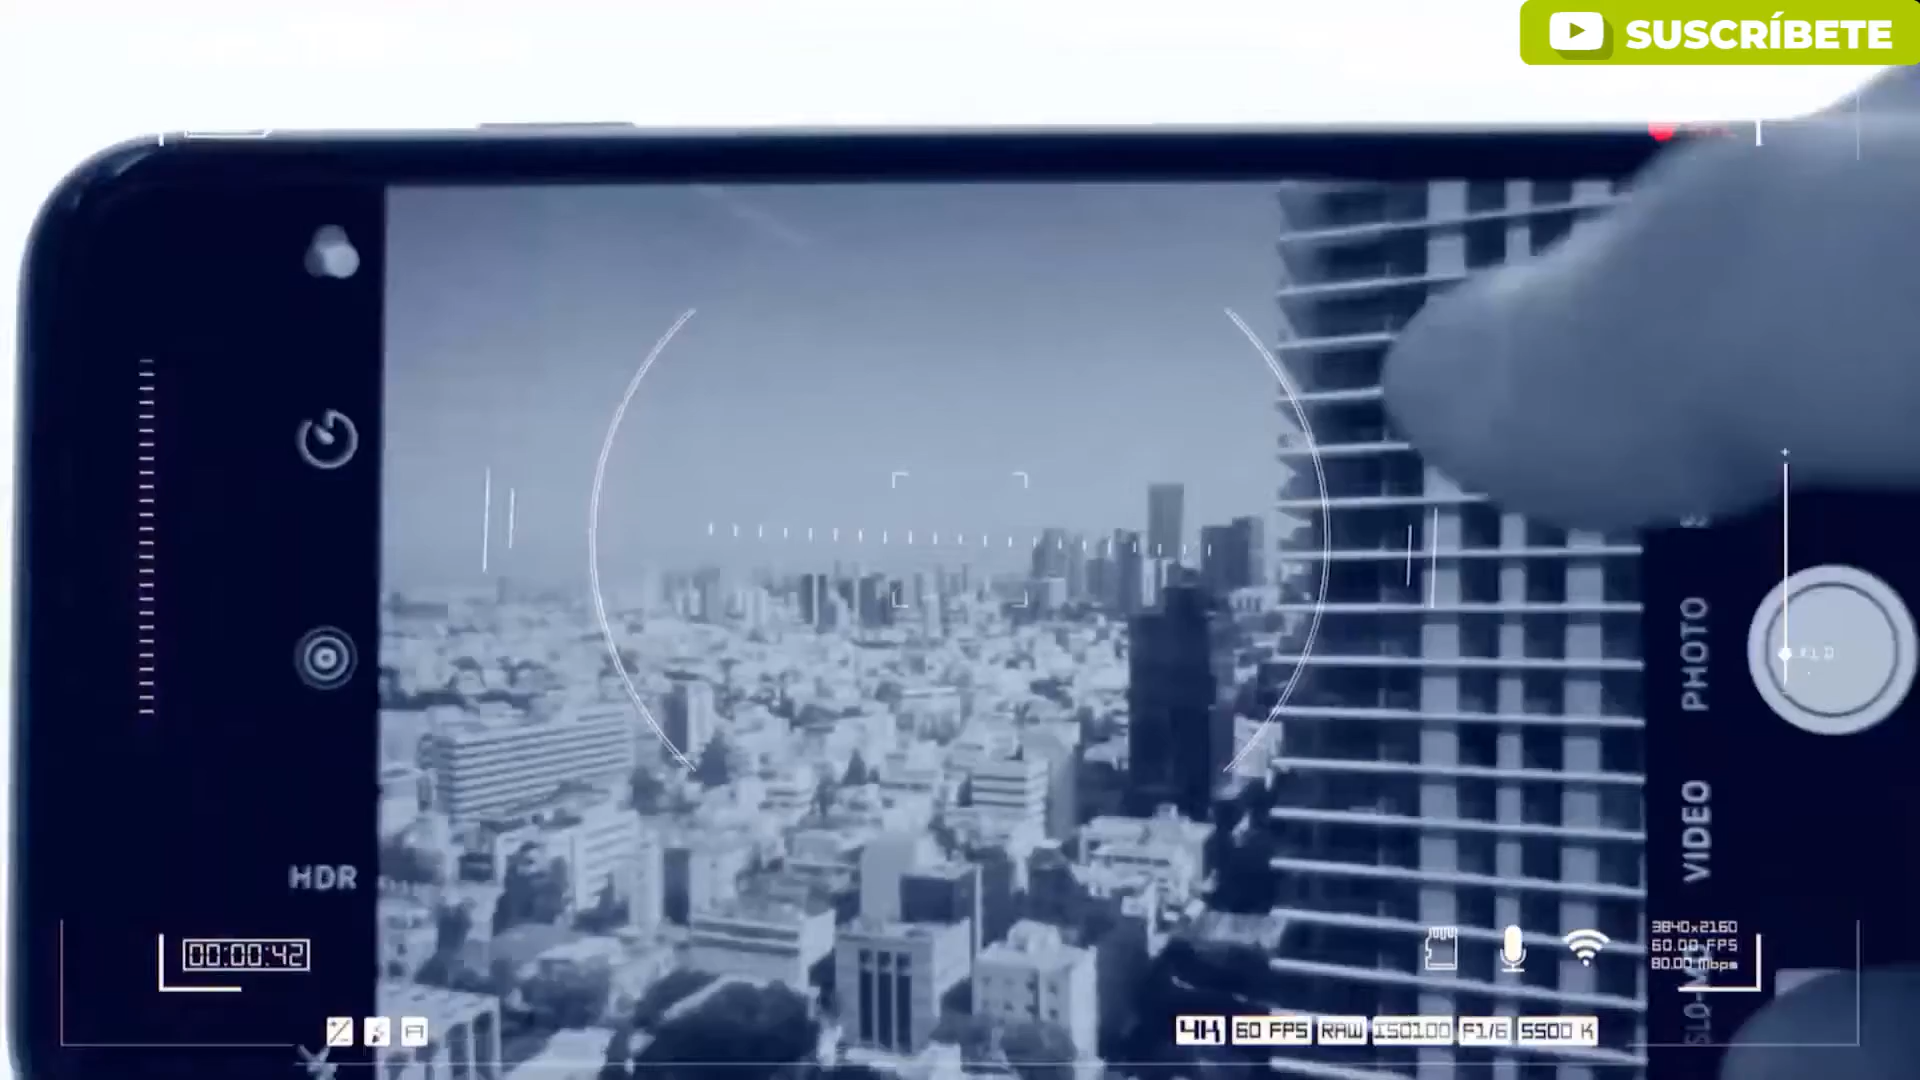 SUSCRÍBETE
PHOTO
VIDEO
HDR
00:00:42
3840x2160
60.00 FPS
80.00 Mbps
A
4K 60 FPS RAW ISO100 F1/6 5500 K